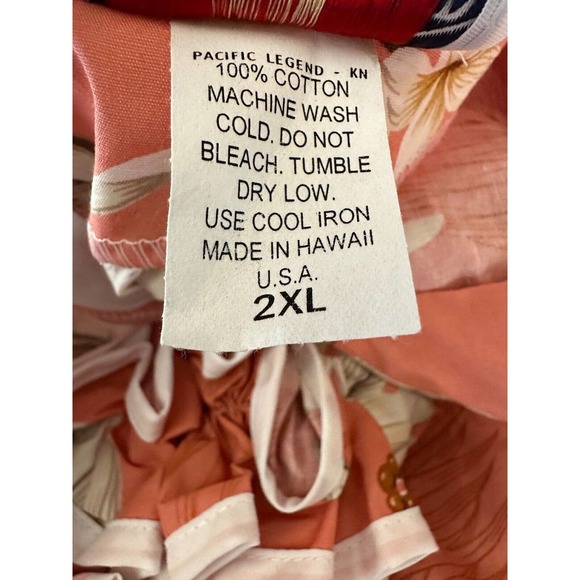 PACIFIC LEGEND - KN
100% COTTON
MACHINE WASH
COLD. DO NOT
BLEACH. TUMBLE
DRY LOW.
USE COOL IRON
MADE IN HAWAII
U.S.A.
2XL